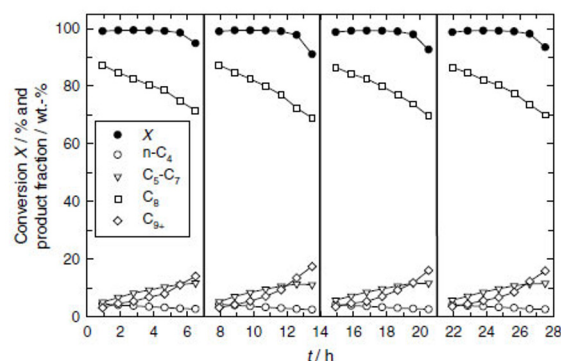 Conversion X / % and
product fraction / wt.-%
100
80
60
40
20
0
X
n-C4
C5-C7
C8
C9+
0 2 4 6 8 10 12 14 16 18 20 22 24 26 28
t / h